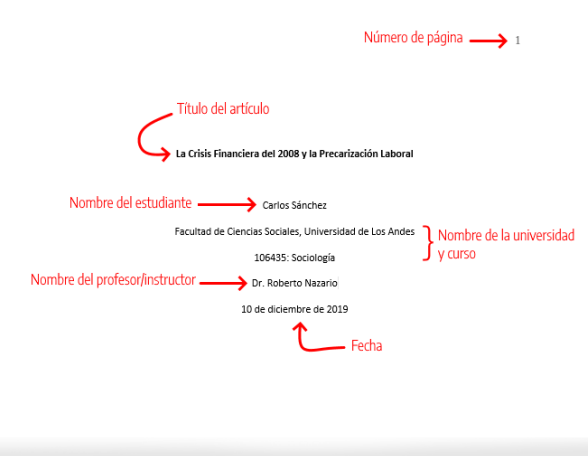 Número de página 1
Título del artículo
La Crisis Financiera del 2008 y la Precarización Laboral
Nombre del estudiante Carlos Sánchez
Facultad de Ciencias Sociales, Universidad de Los Andes
Nombre de la universidad
y curso
106435: Sociología
Nombre del profesor/instructor Dr. Roberto Nazario
10 de diciembre de 2019
Fecha